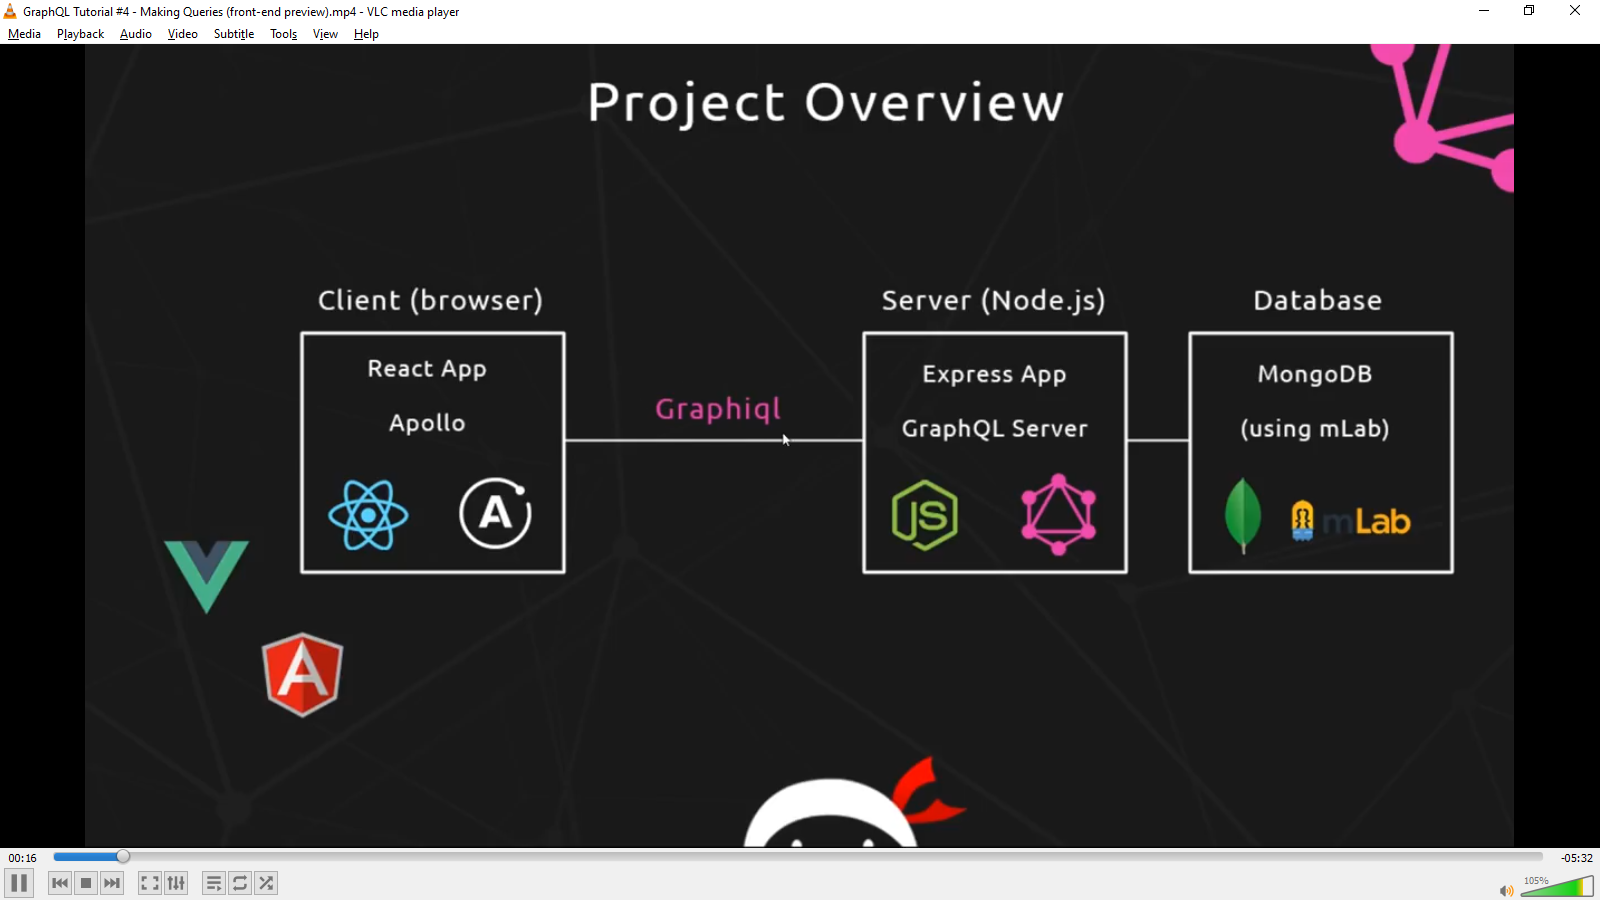 GraphQL Tutorial #4 - Making Queries (front-end preview).mp4 - VLC media player
Media Playback Audio Video Subtitle Tools View Help
Project Overview
Client (browser)
React App
Apollo
A
Graphiql
Server (Node.js)
Express App
GraphQL Server
JS
Database
MongoDB
(using mLab)
mLab
A
00:16
-05:32
105%